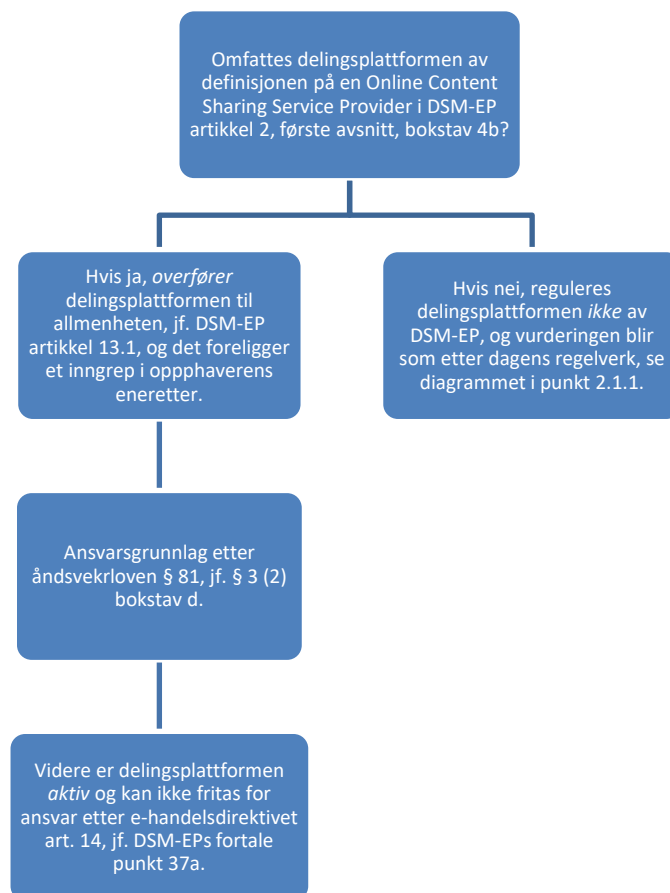 Omfattes delingsplattformen av
definisjonen på en Online Content
Sharing Service Provider i DSM-EP
artikkel 2, første avsnitt, bokstav 4b?
Hvis ja, overfører
delingsplattformen til
allmenheten, jf. DSM-EP
artikkel 13.1, og det foreligger
et inngrep i oppphaverens
eneretter.
Hvis nei, reguleres
delingsplattformen ikke av
DSM-EP, og vurderingen blir
som etter dagens regelverk, se
diagrammet i punkt 2.1.1.
Ansvarsgrunnlag etter
åndsvekrloven § 81, jf. § 3 (2)
bokstav d.
Videre er delingsplattformen
aktiv og kan ikke fritas for
ansvar etter e-handelsdirektivet
art. 14, jf. DSM-EPs fortale
punkt 37a.